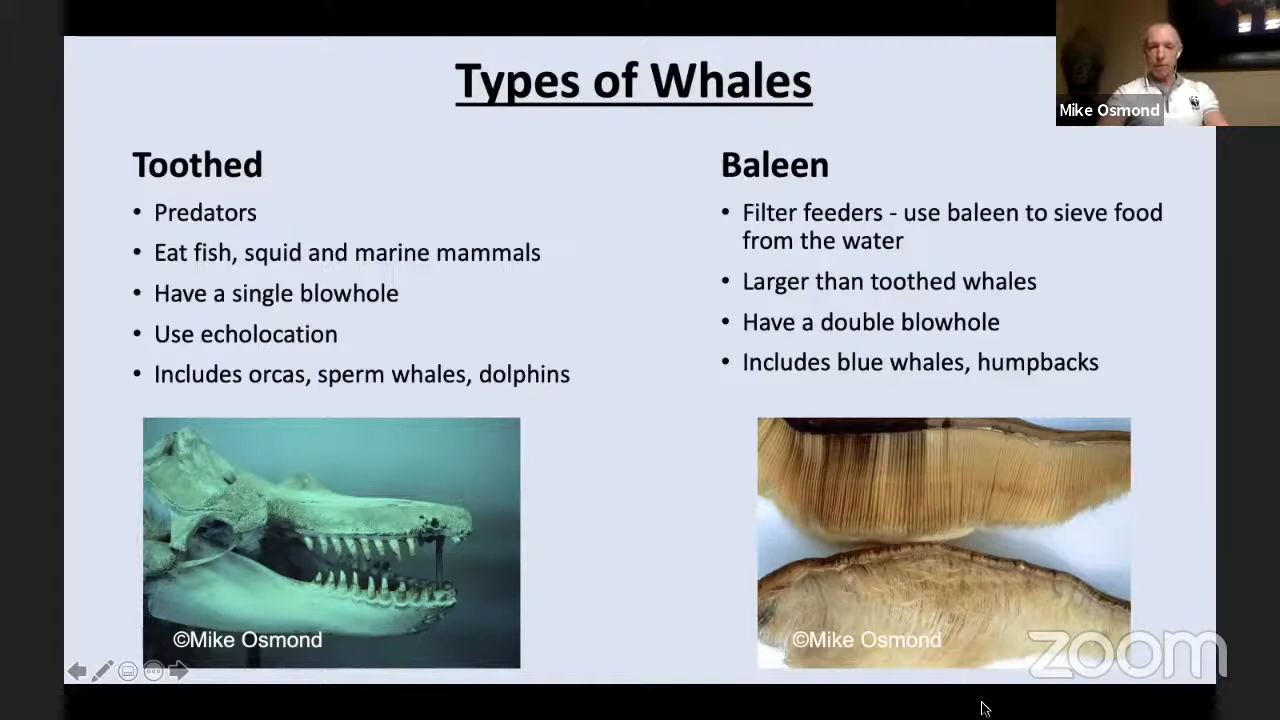 Types of Whales
Mike Osmond
Toothed
• Predators
• Eat fish, squid and marine mammals
• Have a single blowhole
• Use echolocation
• Includes orcas, sperm whales, dolphins
Baleen
• Filter feeders - use baleen to sieve food
from the water
• Larger than toothed whales
• Have a double blowhole
• Includes blue whales, humpbacks
©Mike Osmond
©Mike Osmond
zoom